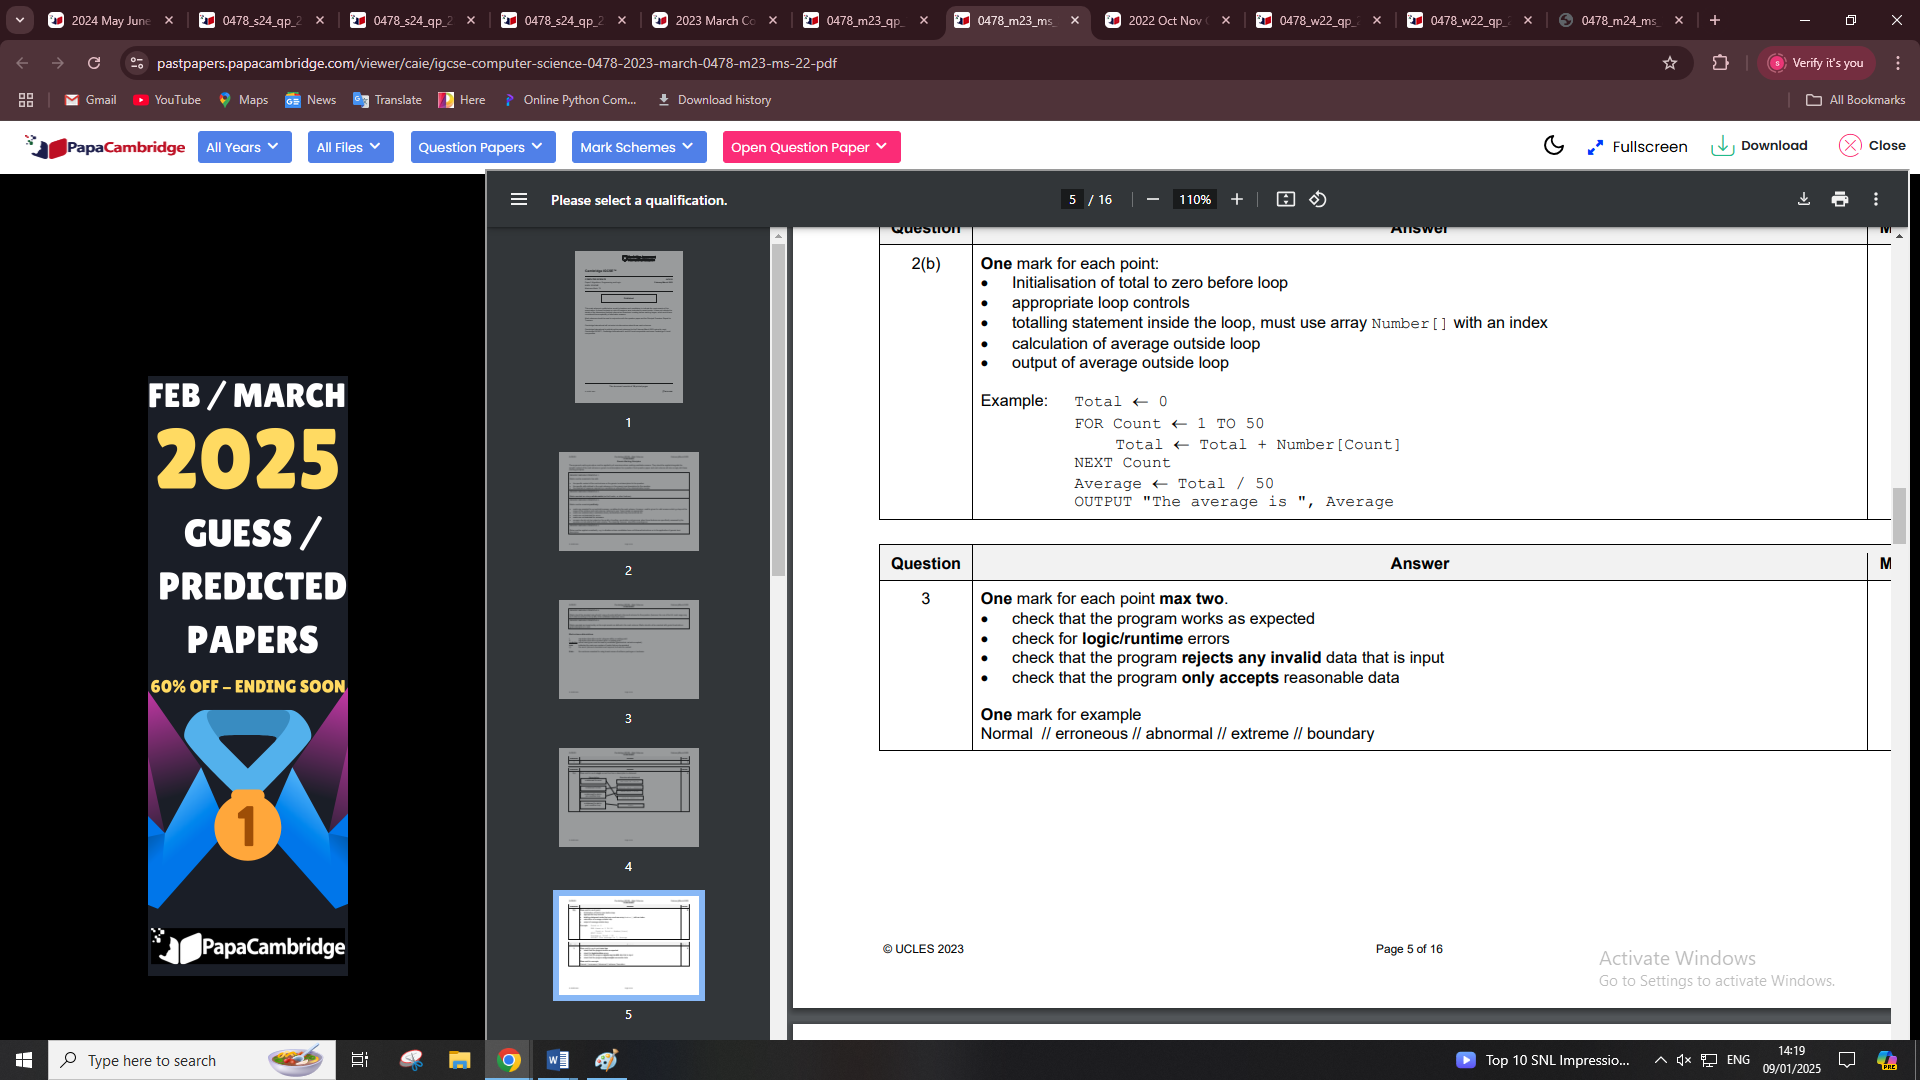 2024 May June
0478_s24_qp_2
0478_s24_qp_2
0478_s24_qp_2
2023 March Co
0478_m23_qp_
0478_m23_ms_
2022 Oct Nov
0478_w22_qp_2
0478_w22_qp_
0478_m24_ms_
pastpapers.papacambridge.com/viewer/caie/igcse-computer-science-0478-2023-march-0478-m23-ms-22-pdf
Verify it's you
Gmail
YouTube
Maps
News
Translate
Here
Online Python Com...
Download history
All Bookmarks
PapaCambridge
All Years
All Files
Question Papers
Mark Schemes
Open Question Paper
Fullscreen
Download
Close
Please select a qualification.
5 / 16
110%
Question Answer M
2(b) One mark for each point:
• Initialisation of total to zero before loop
• appropriate loop controls
• totalling statement inside the loop, must use array Number[] with an index
• calculation of average outside loop
• output of average outside loop
Example: Total ← 0
FOR Count ← 1 TO 50
Total ← Total + Number[Count]
NEXT Count
Average ← Total / 50
OUTPUT "The average is ", Average
Question Answer M
3 One mark for each point max two.
• check that the program works as expected
• check for logic/runtime errors
• check that the program rejects any invalid data that is input
• check that the program only accepts reasonable data
One mark for example
Normal // erroneous // abnormal // extreme // boundary
© UCLES 2023 Page 5 of 16
Activate Windows
Go to Settings to activate Windows.
1
2
3
4
5
FEB / MARCH
2025
GUESS /
PREDICTED
PAPERS
60% OFF – ENDING SOON
1
PapaCambridge
Type here to search
Top 10 SNL Impressio...
ENG
14:19
09/01/2025